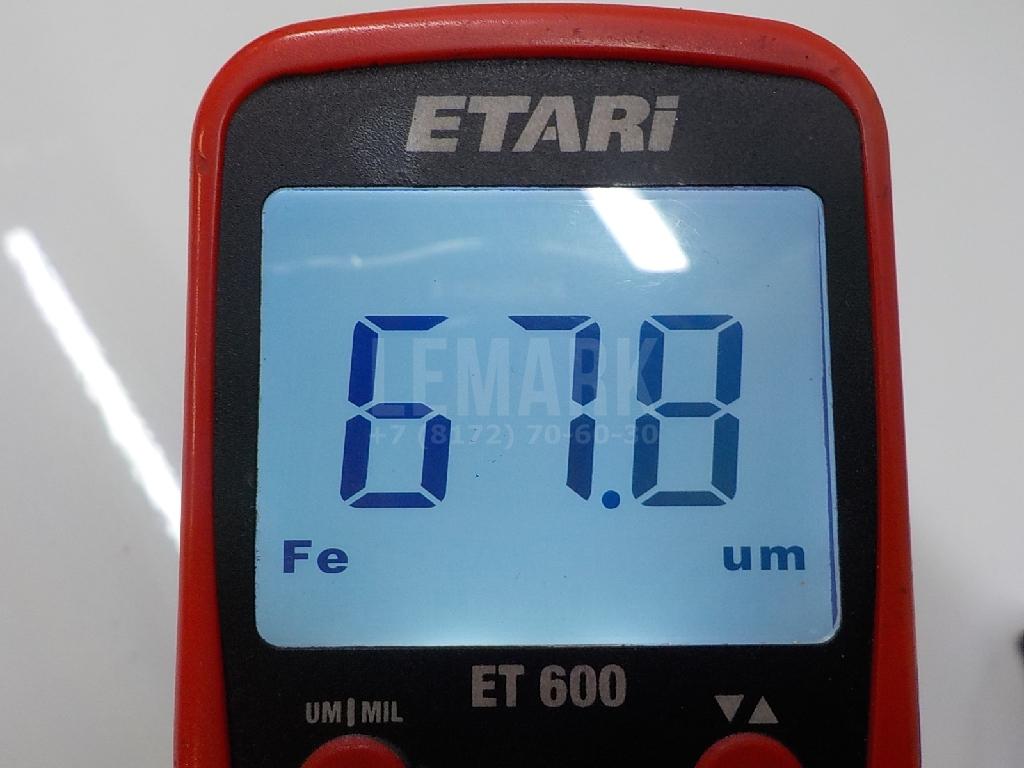 ETARi
67.8
LEMARK
+7 (8172) 70-60-30
Fe um
ET 600
UM|MIL ▼▲